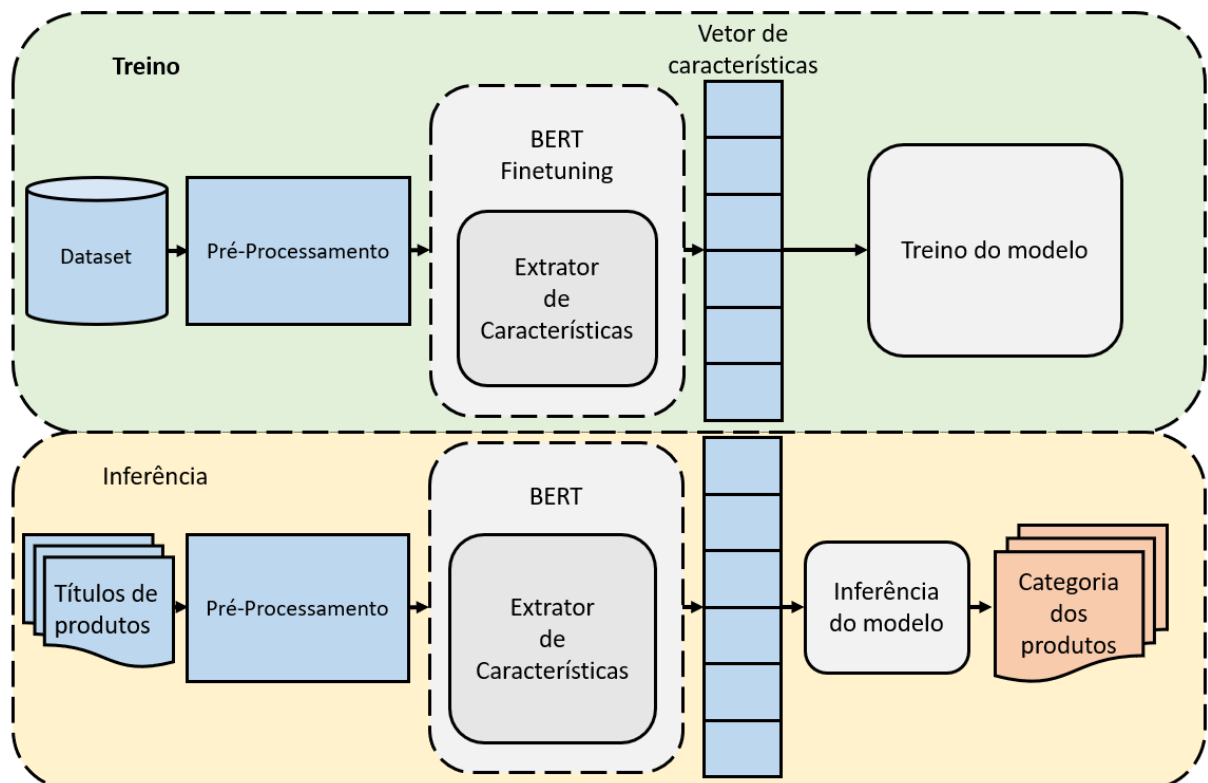 Treino
Vetor de
características
BERT
Finetuning
Dataset
Pré-Processamento
Extrator
de
Características
Treino do modelo
Inferência
BERT
Títulos de
produtos
Pré-Processamento
Extrator
de
Características
Inferência
do modelo
Categoria
dos
produtos